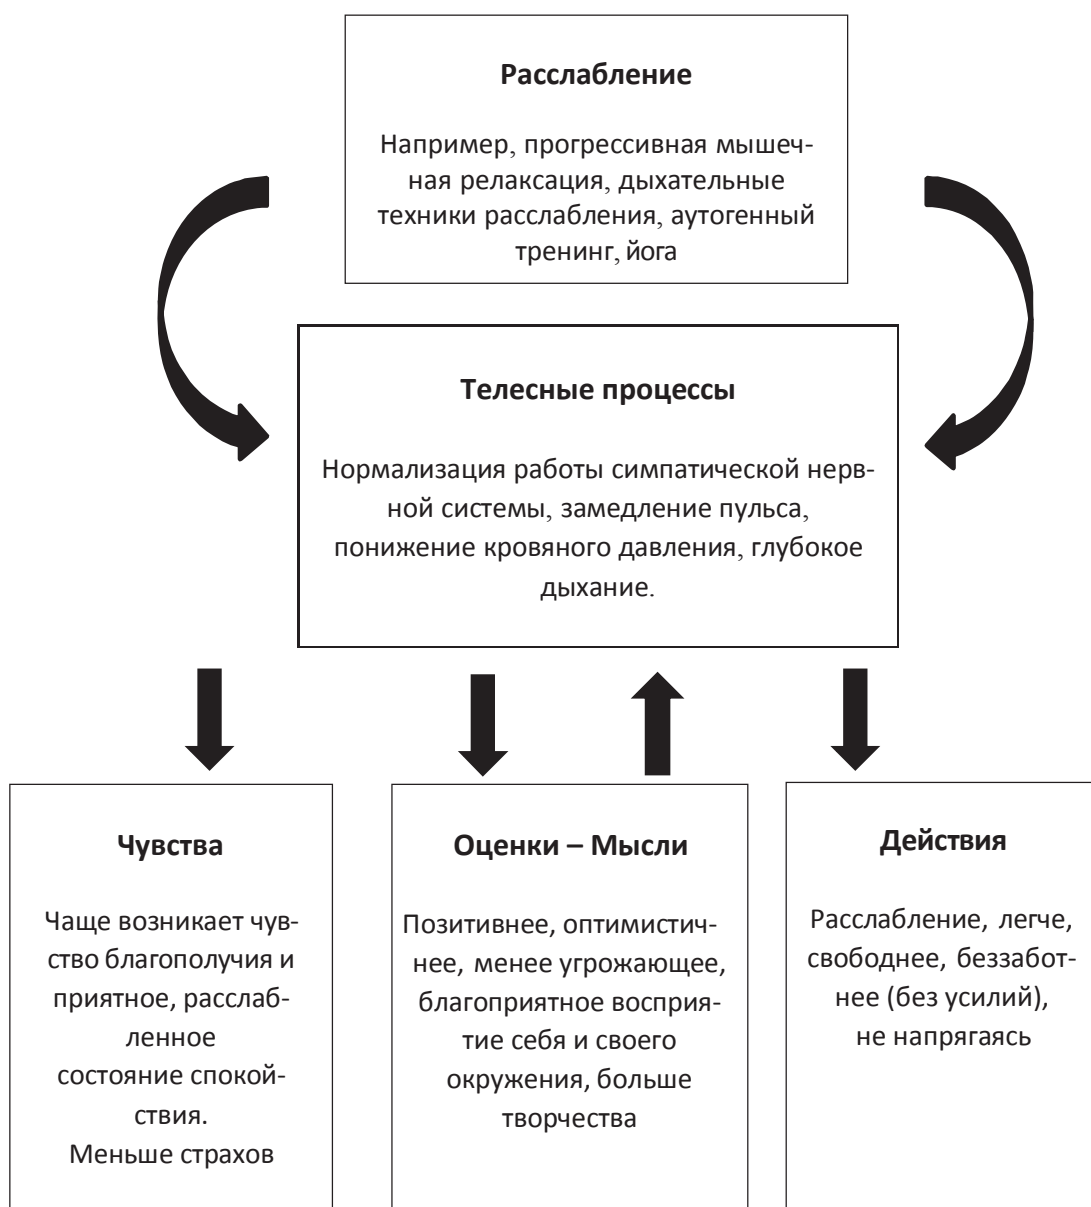 Расслабление
Например, прогрессивная мышеч-
ная релаксация, дыхательные
техники расслабления, аутогенный
тренинг, йога
Телесные процессы
Нормализация работы симпатической нерв-
ной системы, замедление пульса,
понижение кровяного давления, глубокое
дыхание.
Чувства
Чаще возникает чув-
ство благополучия и
приятное, расслаб-
ленное
состояние спокой-
ствия.
Меньше страхов
Оценки – Мысли
Позитивнее, оптимистич-
нее, менее угрожающее,
благоприятное восприя-
тие себя и своего
окружения, больше
творчества
Действия
Расслабление, легче,
свободнее, беззабот-
нее (без усилий),
не напрягаясь